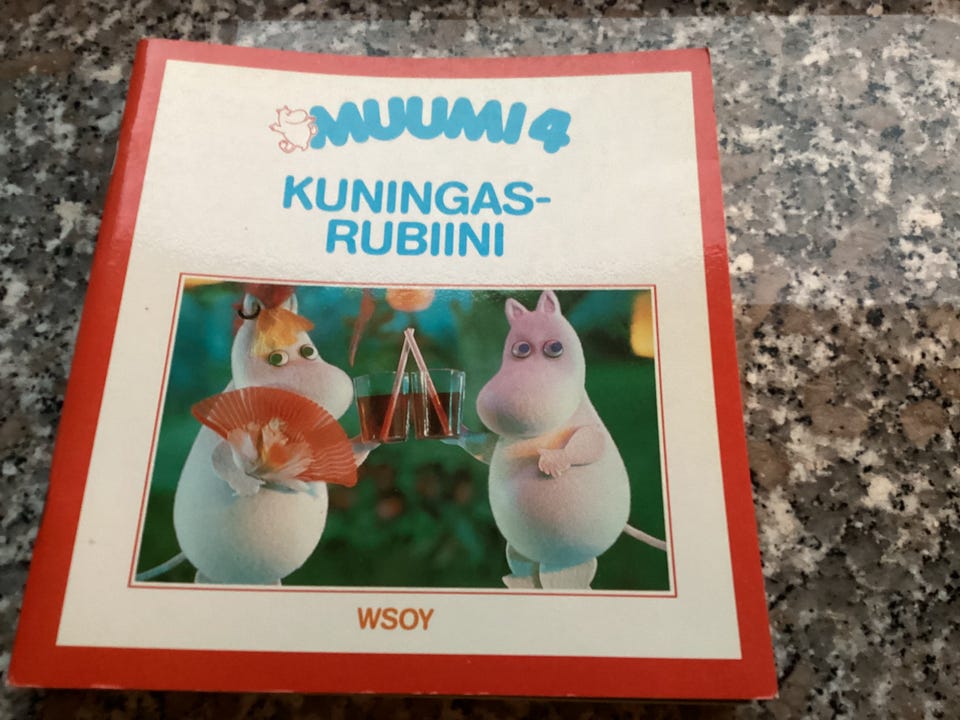 MUUMI 4
KUNINGAS-
RUBIINI
WSOY